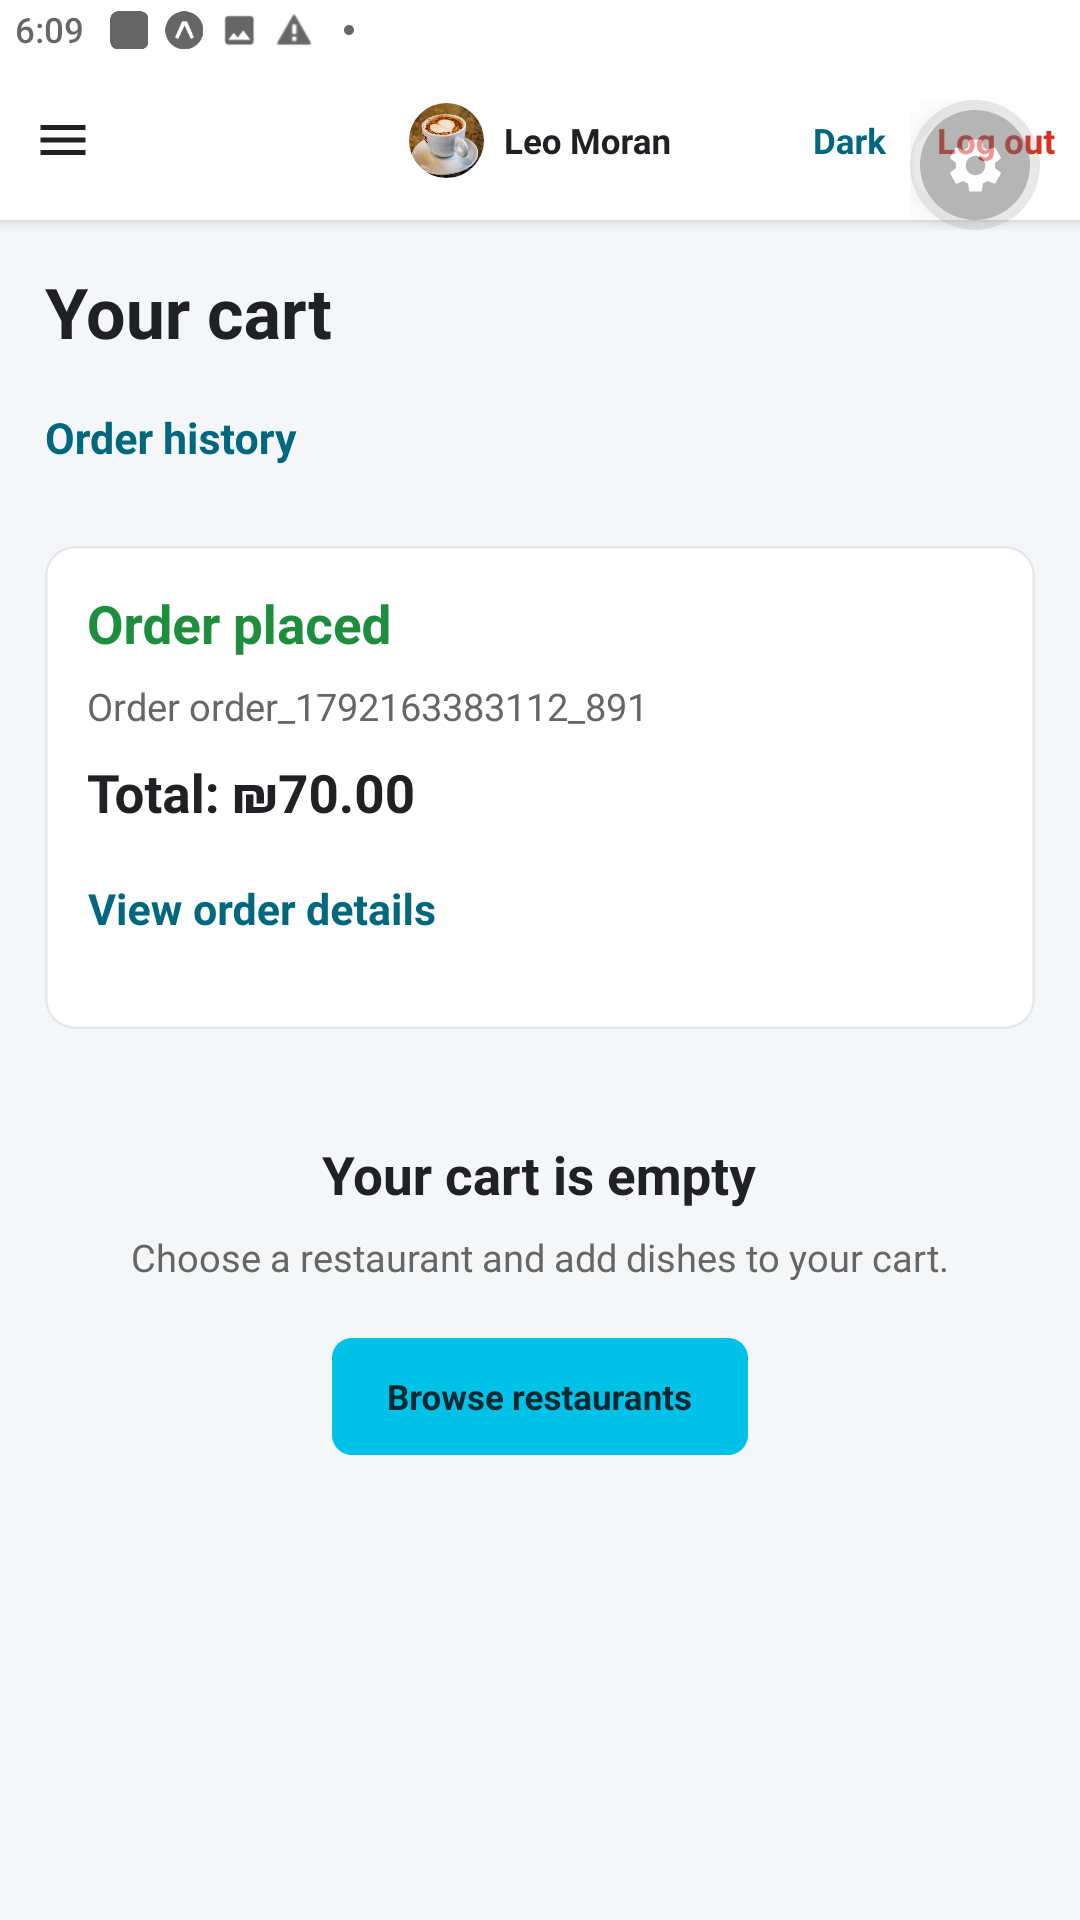 6:09
Leo Moran
Dark
Log out
Your cart
Order history
Order placed
Order order_1792163383112_891
Total: ₪70.00
View order details
Your cart is empty
Choose a restaurant and add dishes to your cart.
Browse restaurants